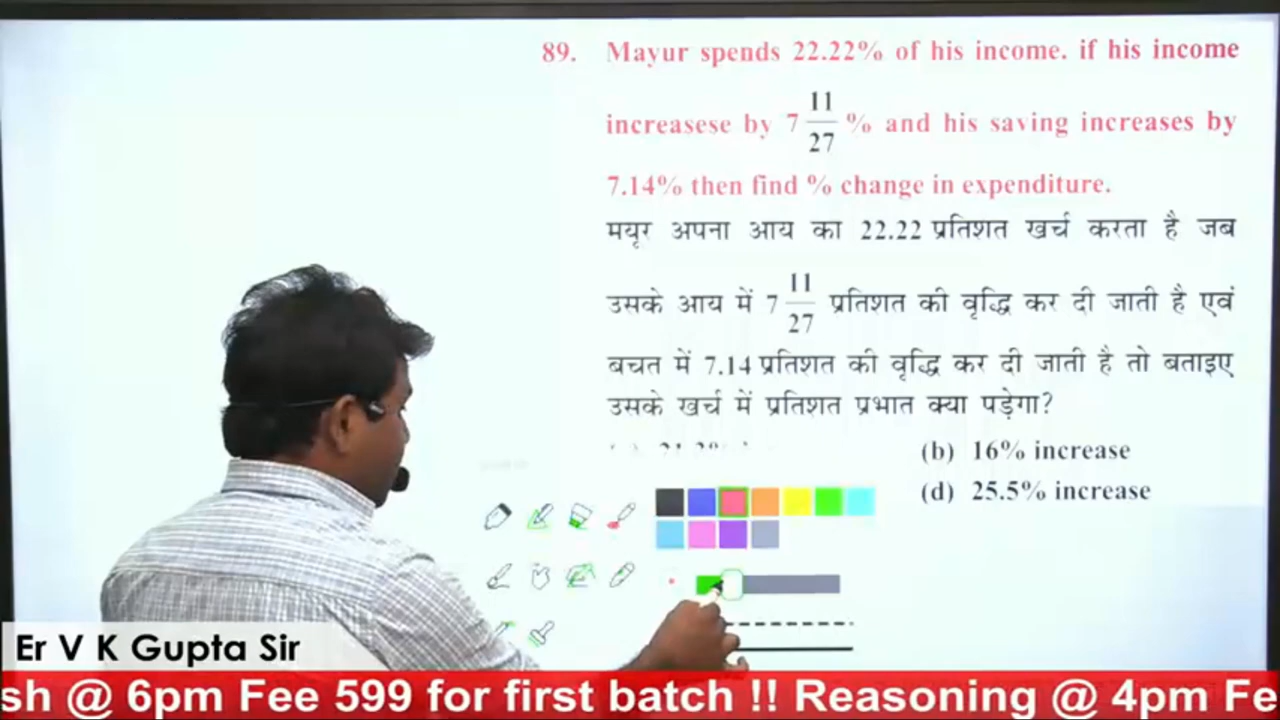 89. Mayur spends 22.22% of his income. if his income
increasese by 7 11/27 % and his saving increases by
7.14% then find % change in expenditure.
मयूर अपना आय का 22.22 प्रतिशत खर्च करता है जब
उसके आय में 7 11/27 प्रतिशत की वृद्धि कर दी जाती है एवं
बचत में 7.14 प्रतिशत की वृद्धि कर दी जाती है तो बताइए
उसके खर्च में प्रतिशत प्रभात क्या पड़ेगा?
(b) 16% increase
(d) 25.5% increase
Er V K Gupta Sir
sh @ 6pm Fee 599 for first batch !! Reasoning @ 4pm Fe